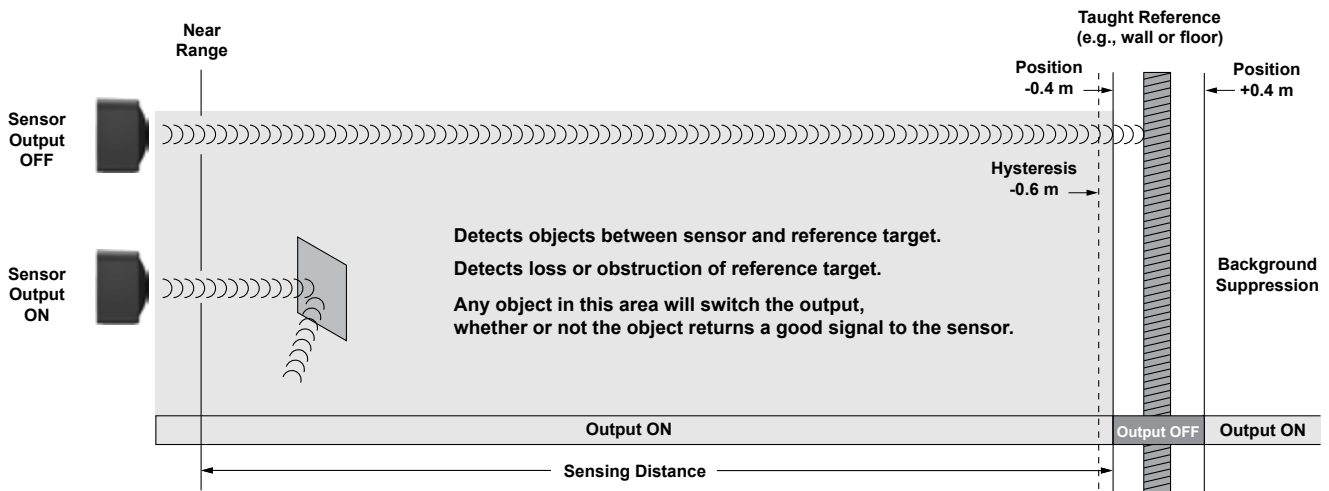 Taught Reference
(e.g., wall or floor)
Near
Range
Position
-0.4 m
Position
+0.4 m
Sensor
Output
OFF
Hysteresis
-0.6 m
Detects objects between sensor and reference target.
Detects loss or obstruction of reference target.
Any object in this area will switch the output,
whether or not the object returns a good signal to the sensor.
Sensor
Output
ON
Background
Suppression
Output ON
Output OFF
Output ON
Sensing Distance